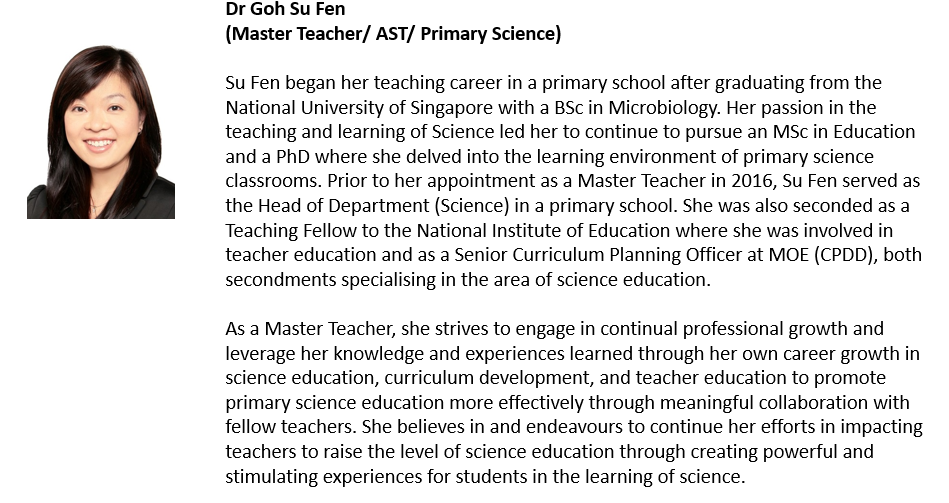 Dr Goh Su Fen
(Master Teacher/ AST/ Primary Science)
Su Fen began her teaching career in a primary school after graduating from the
National University of Singapore with a BSc in Microbiology. Her passion in the
teaching and learning of Science led her to continue to pursue an MSc in Education
and a PhD where she delved into the learning environment of primary science
classrooms. Prior to her appointment as a Master Teacher in 2016, Su Fen served as
the Head of Department (Science) in a primary school. She was also seconded as a
Teaching Fellow to the National Institute of Education where she was involved in
teacher education and as a Senior Curriculum Planning Officer at MOE (CPDD), both
secondments specialising in the area of science education.
As a Master Teacher, she strives to engage in continual professional growth and
leverage her knowledge and experiences learned through her own career growth in
science education, curriculum development, and teacher education to promote
primary science education more effectively through meaningful collaboration with
fellow teachers. She believes in and endeavours to continue her efforts in impacting
teachers to raise the level of science education through creating powerful and
stimulating experiences for students in the learning of science.